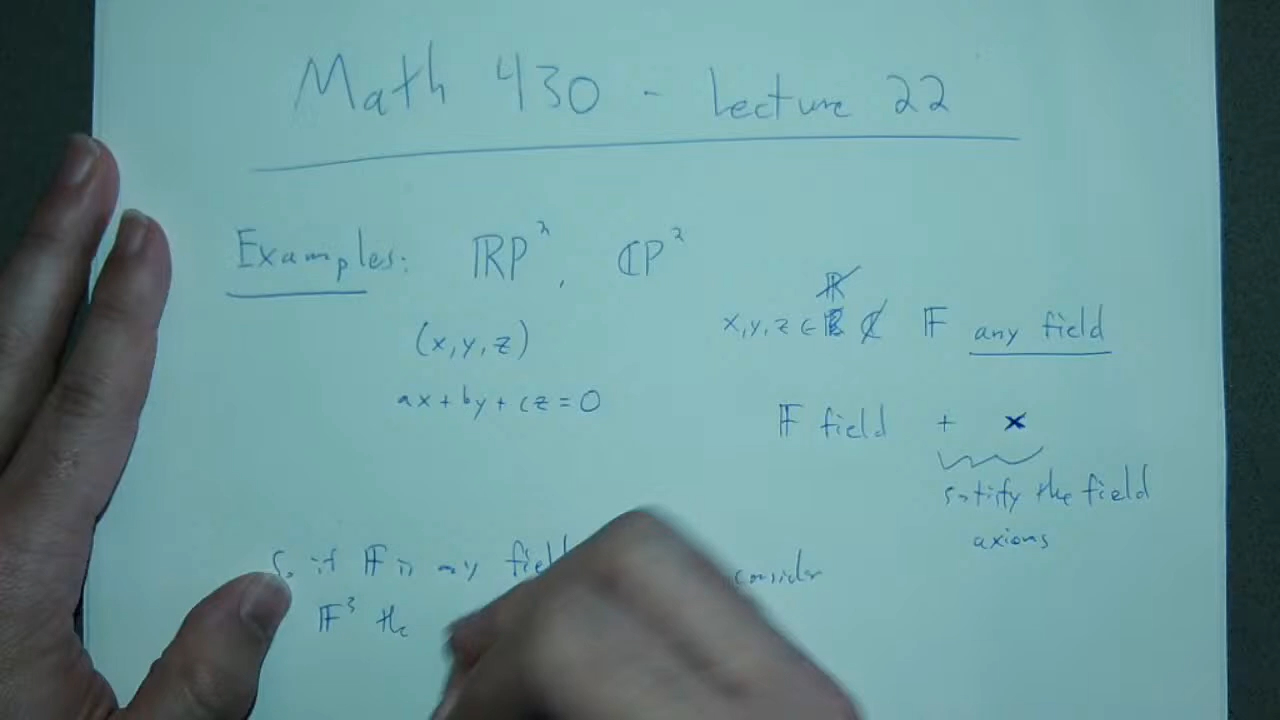 Math 430 - Lecture 22
Examples: ℝP², ℂP²
(x, y, z)
ax + by + cz = 0
x, y, z ∈ 𝔽 any field
𝔽 field + ×
satify the field
axioms
So if 𝔽 is any field consider
𝔽³ the